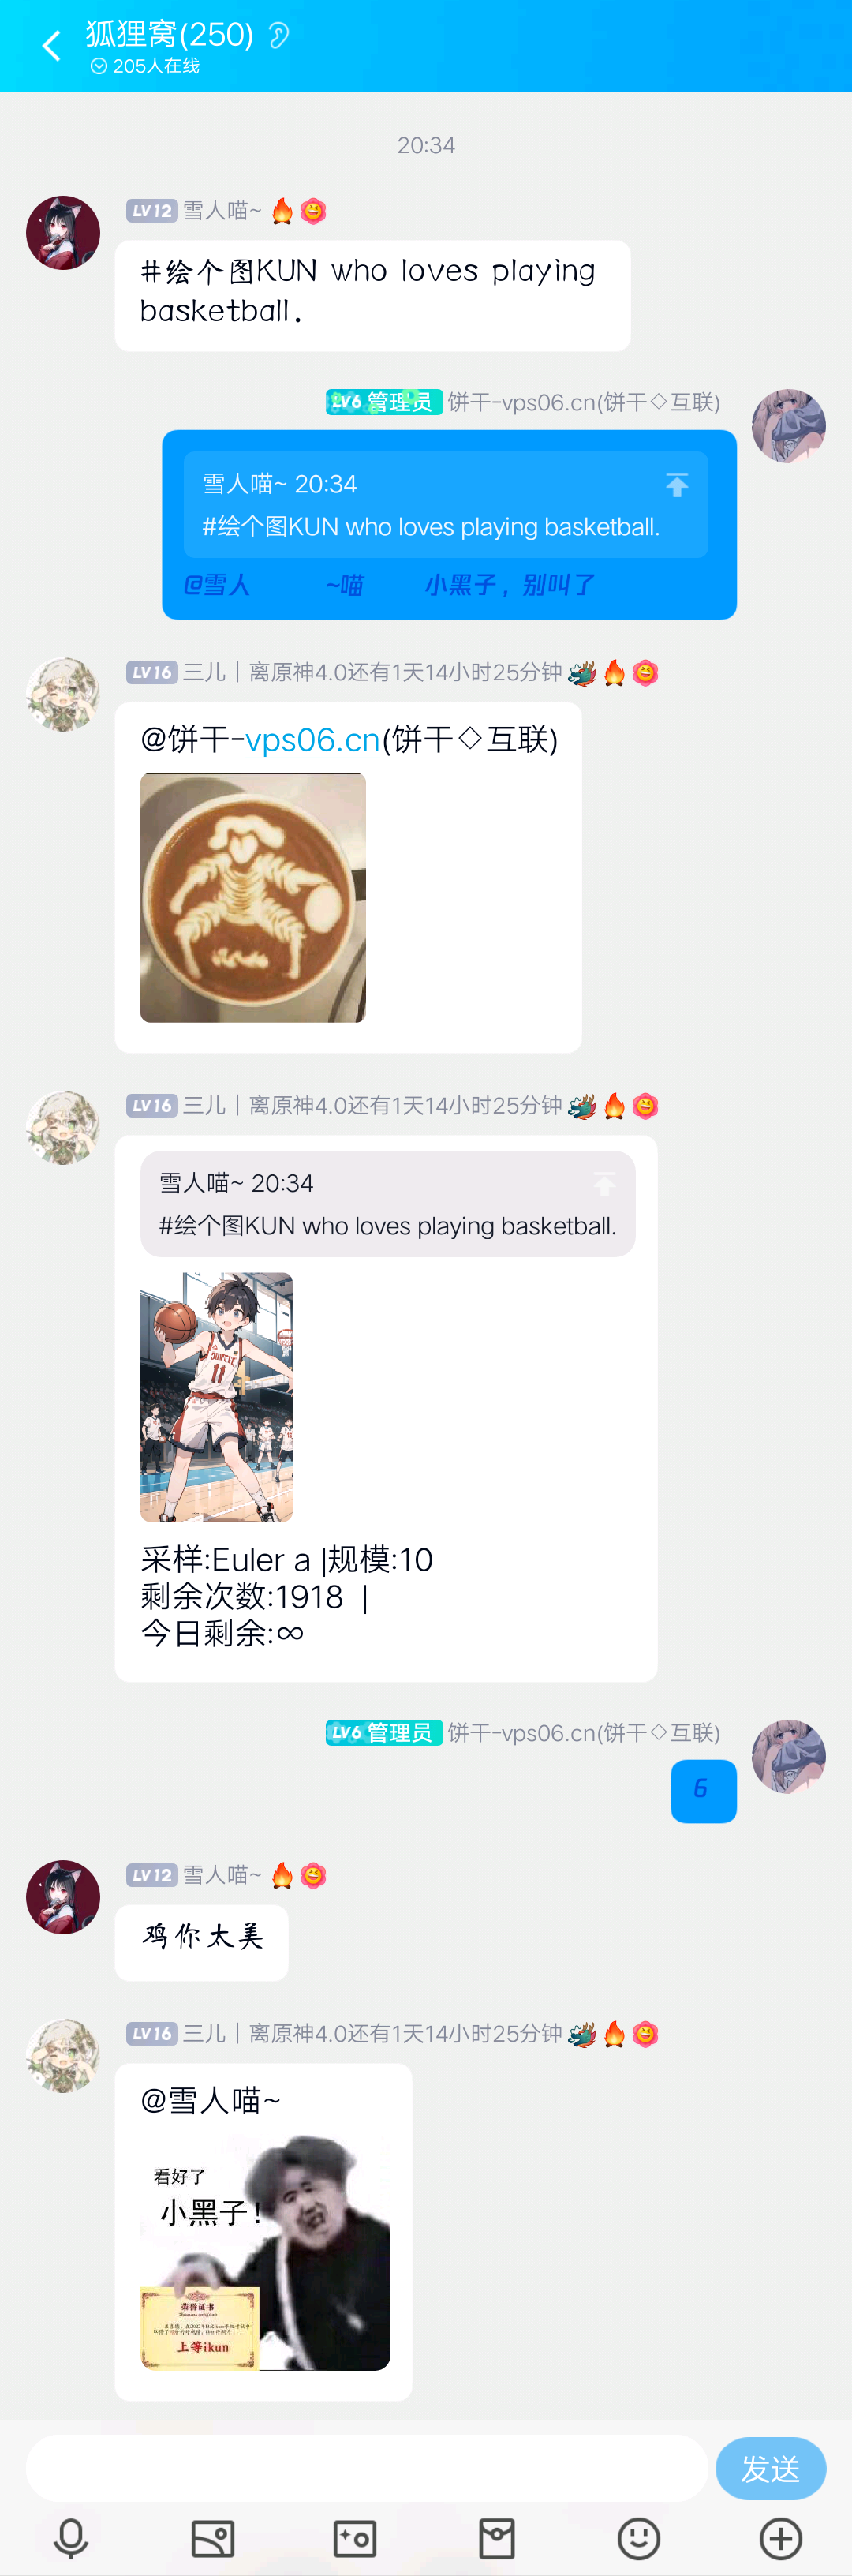 狐狸窝(250)
205人在线
20:34
LV12 雪人喵~
#绘个图KUN who loves playing
basketball.
LV6 管理员 饼干-vps06.cn(饼干◇互联)
雪人喵~ 20:34
#绘个图KUN who loves playing basketball.
@雪人 ~喵 小黑子，别叫了
LV16 三儿｜离原神4.0还有1天14小时25分钟
@饼干-vps06.cn(饼干◇互联)
LV16 三儿｜离原神4.0还有1天14小时25分钟
雪人喵~ 20:34
#绘个图KUN who loves playing basketball.
11
采样:Euler a |规模:10
剩余次数:1918 |
今日剩余:∞
LV6 管理员 饼干-vps06.cn(饼干◇互联)
6
LV12 雪人喵~
鸡你太美
LV16 三儿｜离原神4.0还有1天14小时25分钟
@雪人喵~
看好了
小黑子！
荣誉证书
上等ikun
发送